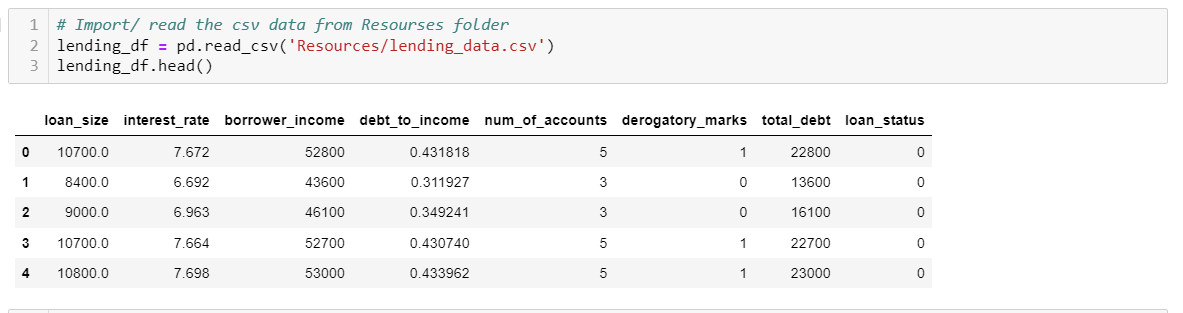 1 # Import/ read the csv data from Resourses folder
2 lending_df = pd.read_csv('Resources/lending_data.csv')
3 lending_df.head()
loan_size interest_rate borrower_income debt_to_income num_of_accounts derogatory_marks total_debt loan_status
0 10700.0 7.672 52800 0.431818 5 1 22800 0
1 8400.0 6.692 43600 0.311927 3 0 13600 0
2 9000.0 6.963 46100 0.349241 3 0 16100 0
3 10700.0 7.664 52700 0.430740 5 1 22700 0
4 10800.0 7.698 53000 0.433962 5 1 23000 0